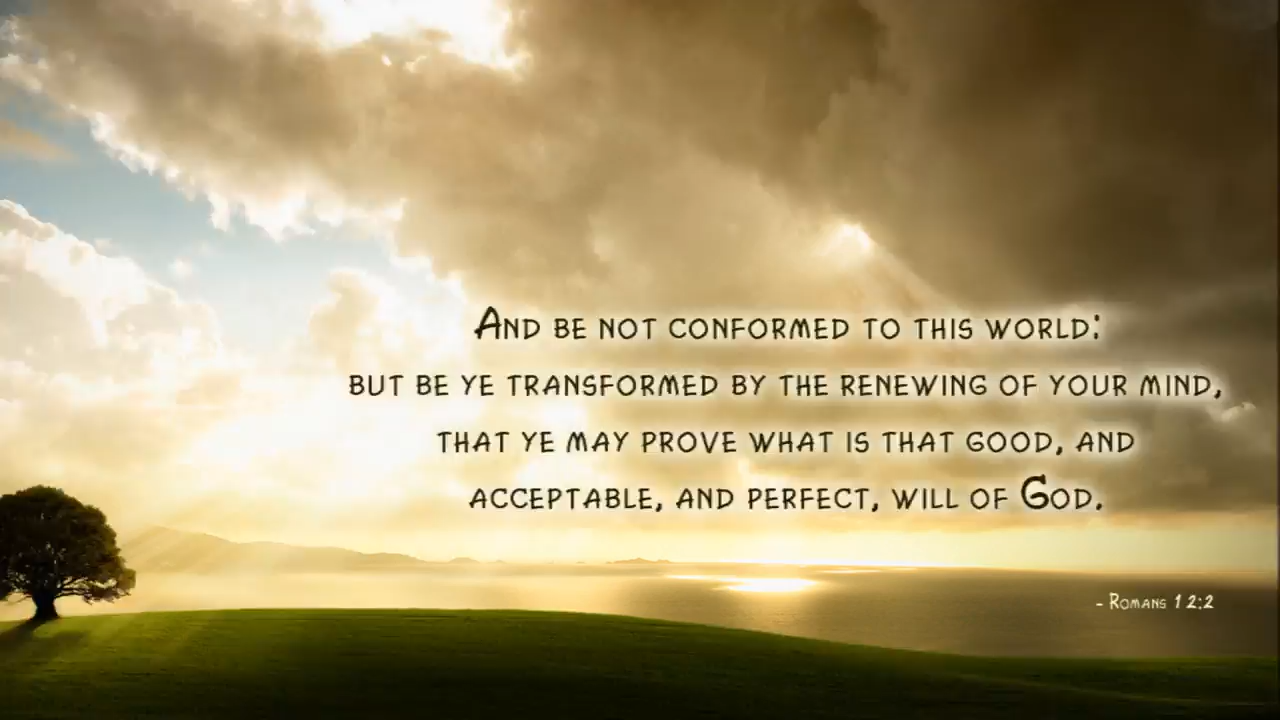 And be not conformed to this world:
but be ye transformed by the renewing of your mind,
that ye may prove what is that good, and
acceptable, and perfect, will of God.
- Romans 12:2